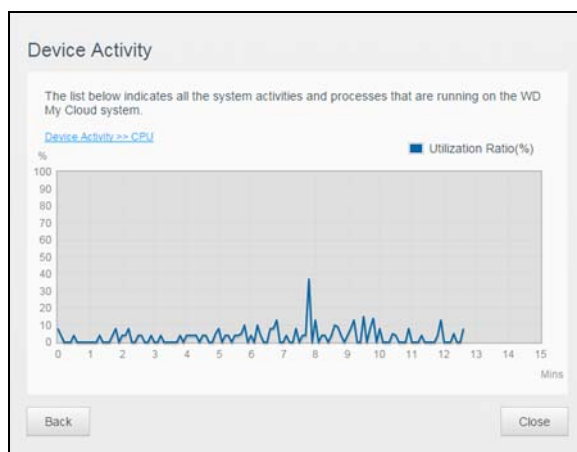 Device Activity
The list below indicates all the system activities and processes that are running on the WD
My Cloud system.
Device Activity >> CPU
Utilization Ratio(%)
%
100
90
80
70
60
50
40
30
20
10
0
0 1 2 3 4 5 6 7 8 9 10 11 12 13 14 15
Mins
Back Close